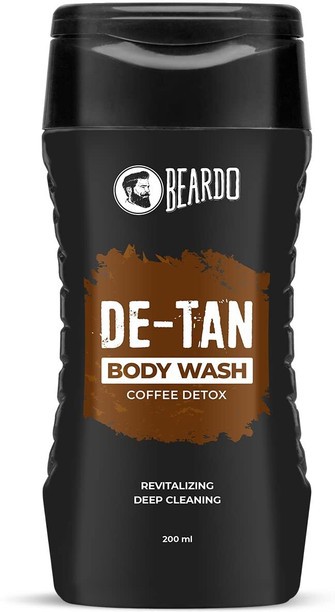 BEARDO
DE-TAN
BODY WASH
COFFEE DETOX
REVITALIZING
DEEP CLEANING
200 ml